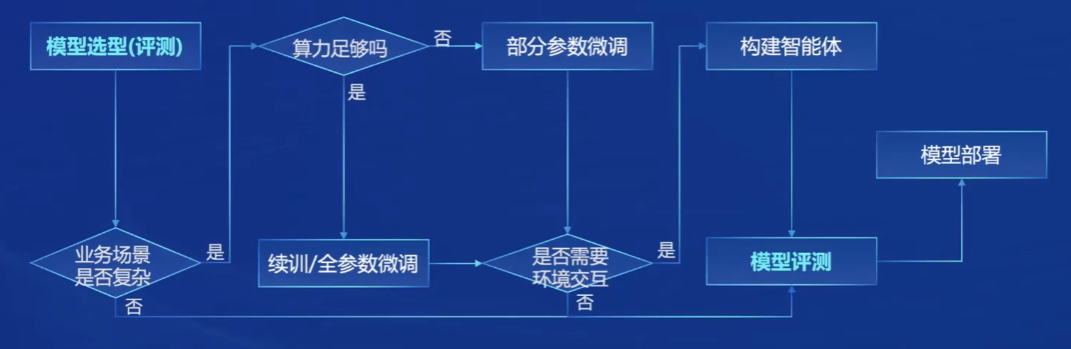 模型选型(评测)
算力足够吗
否
部分参数微调
构建智能体
是
模型部署
业务场景
是否复杂
是
续训/全参数微调
是否需要
环境交互
是
模型评测
否
否